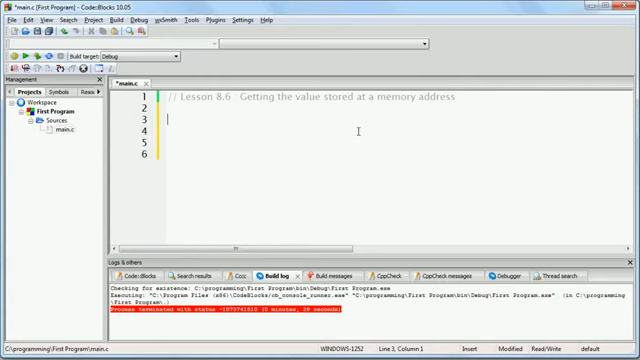 *main.c [First Program] - Code::Blocks 10.05
File Edit View Search Project Build Debug wxSmith Tools Plugins Settings Help
Build target: Debug
Management
Projects Symbols Resou
Workspace
First Program
Sources
main.c
*main.c
1 // Lesson 8.6 Getting the value stored at a memory address
2
3
4
5
6
Logs & others
Code::Blocks Search results Cccc Build log Build messages CppCheck CppCheck messages Debugger Thread search
Checking for existence: C:\programming\First Program\bin\Debug\First Program.exe
Executing: "C:\Program Files (x86)\CodeBlocks/cb_console_runner.exe" "C:\programming\First Program\bin\Debug\First Program.exe" (in C:\programming
\First Program\.)
Process terminated with status -1073741510 (0 minutes, 28 seconds)
C:\programming\First Program\main.c WINDOWS-1252 Line 3, Column 1 Insert Modified Read/Write default